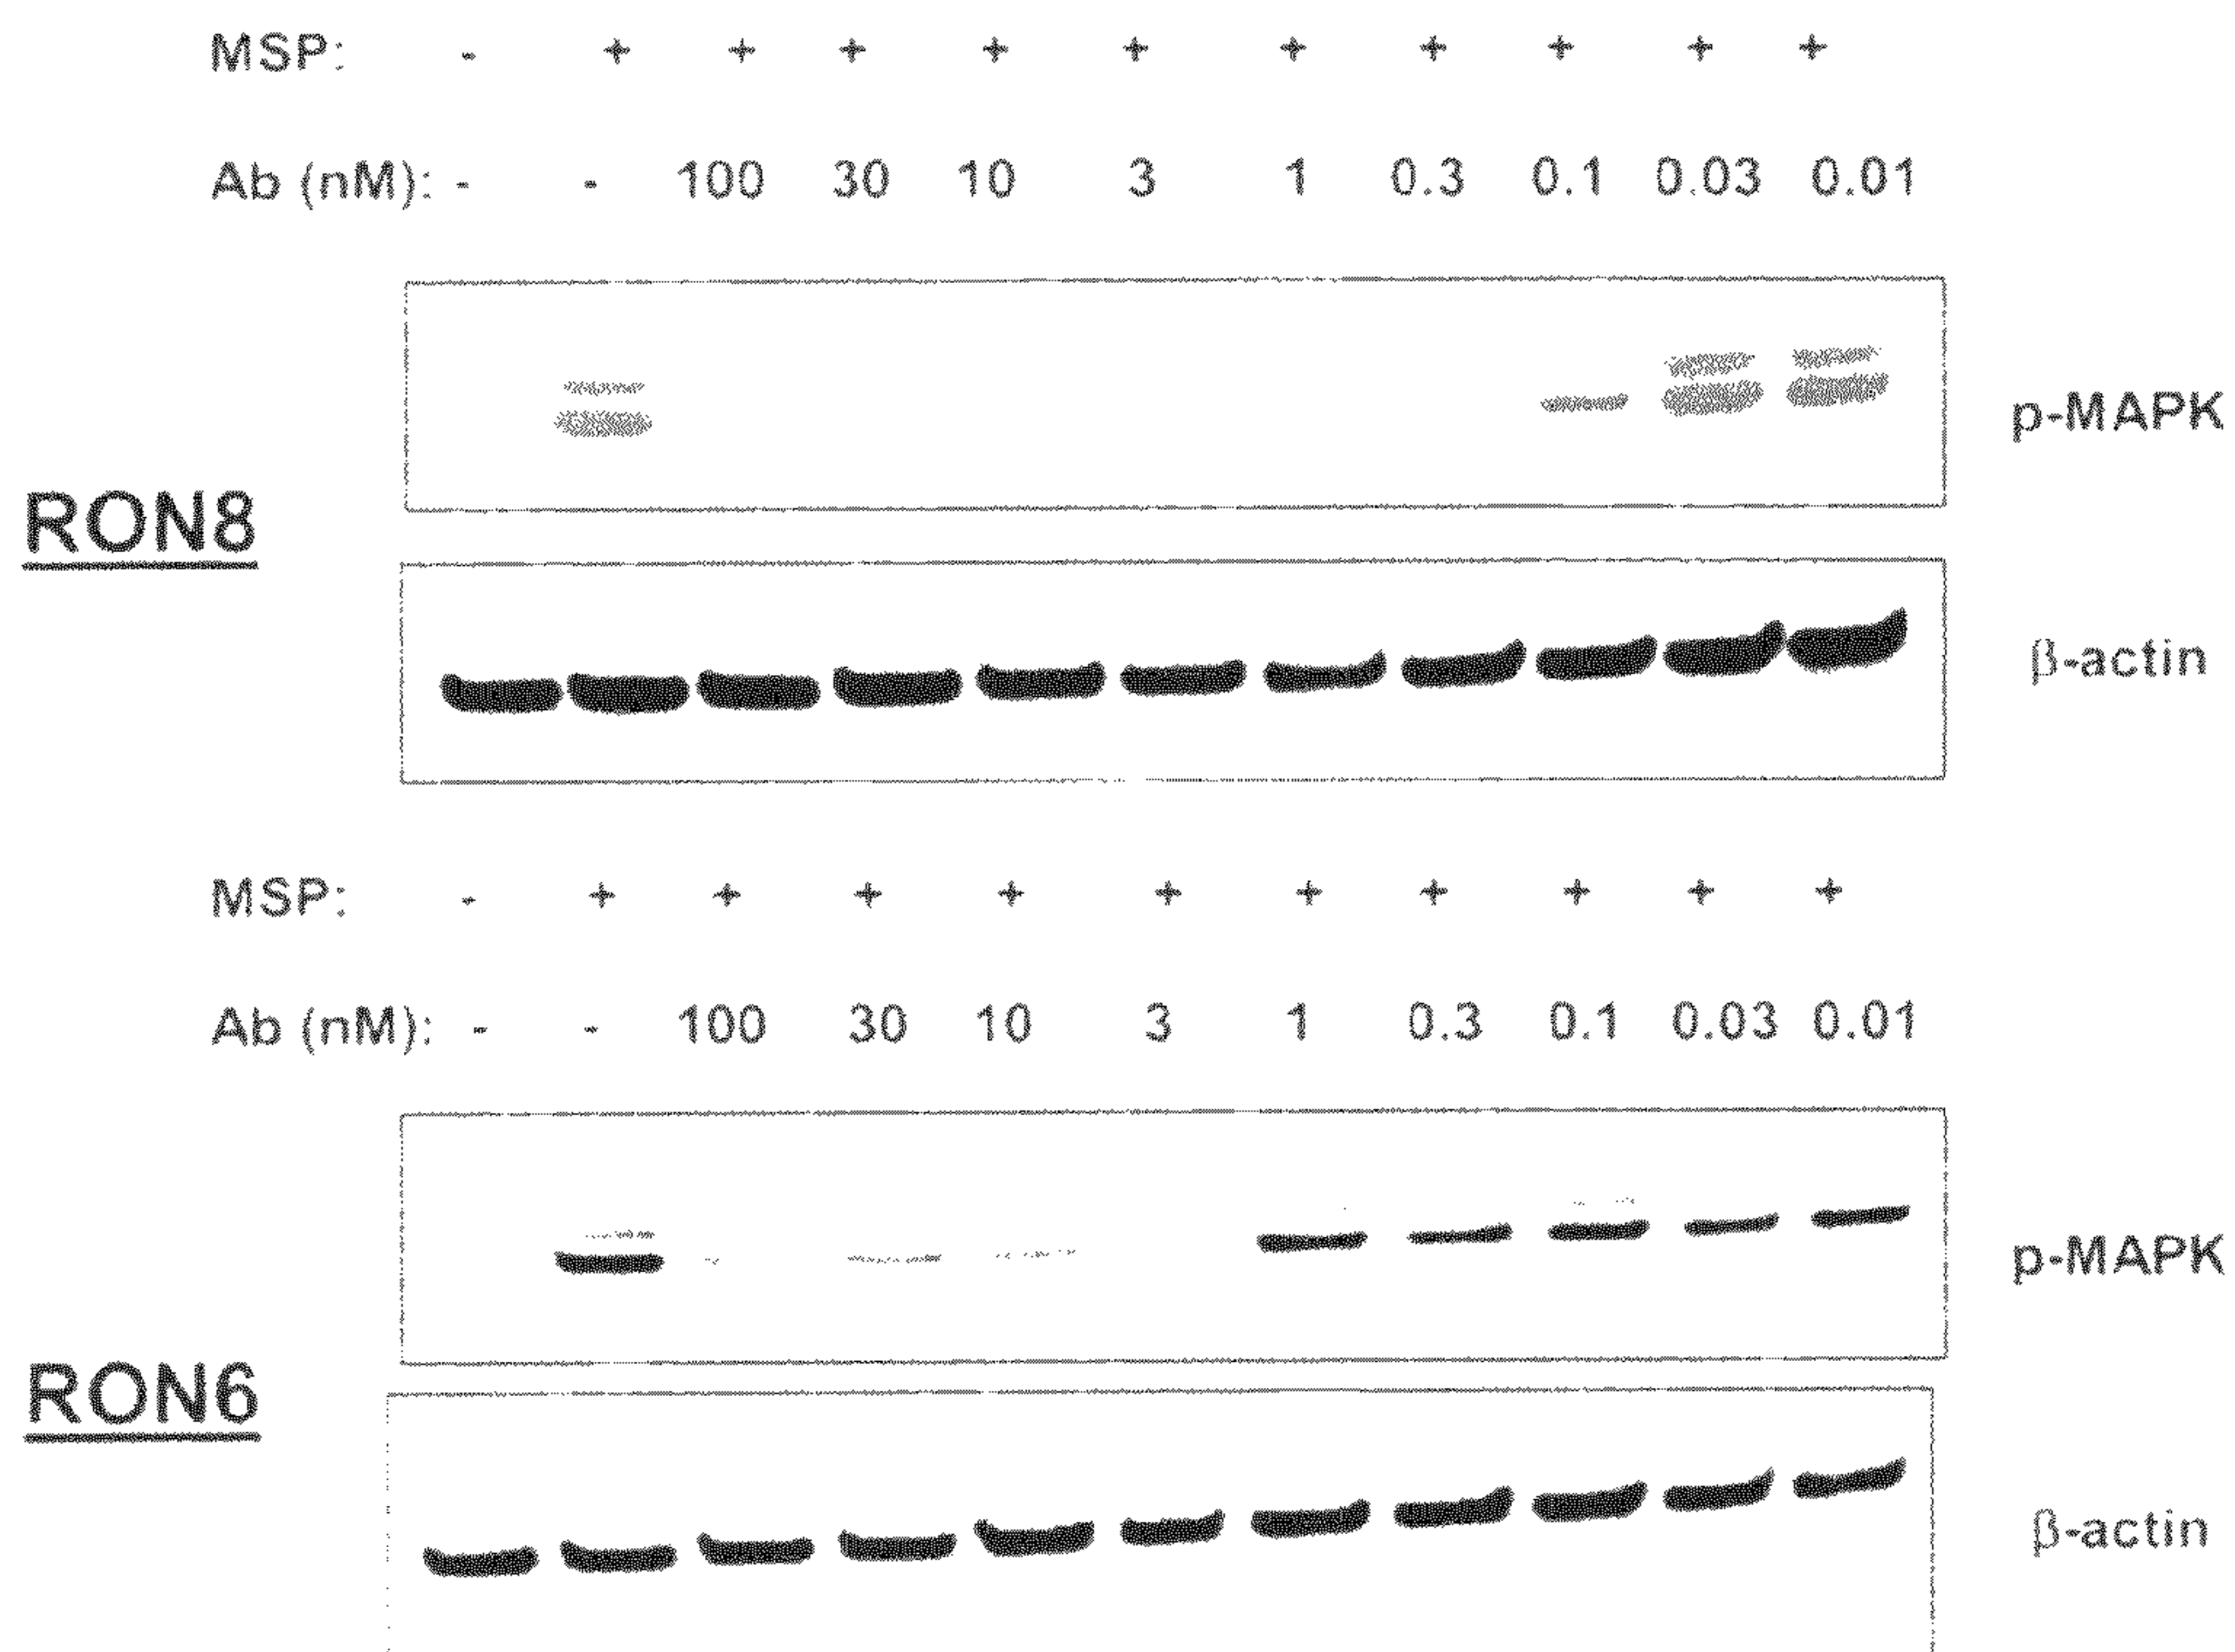 MSP: - + + + + + + + + + +
Ab (nM): - - 100 30 10 3 1 0.3 0.1 0.03 0.01
p-MAPK
RON8
β-actin
MSP: - + + + + + + + + + +
Ab (nM): - - 100 30 10 3 1 0.3 0.1 0.03 0.01
p-MAPK
RON6
β-actin